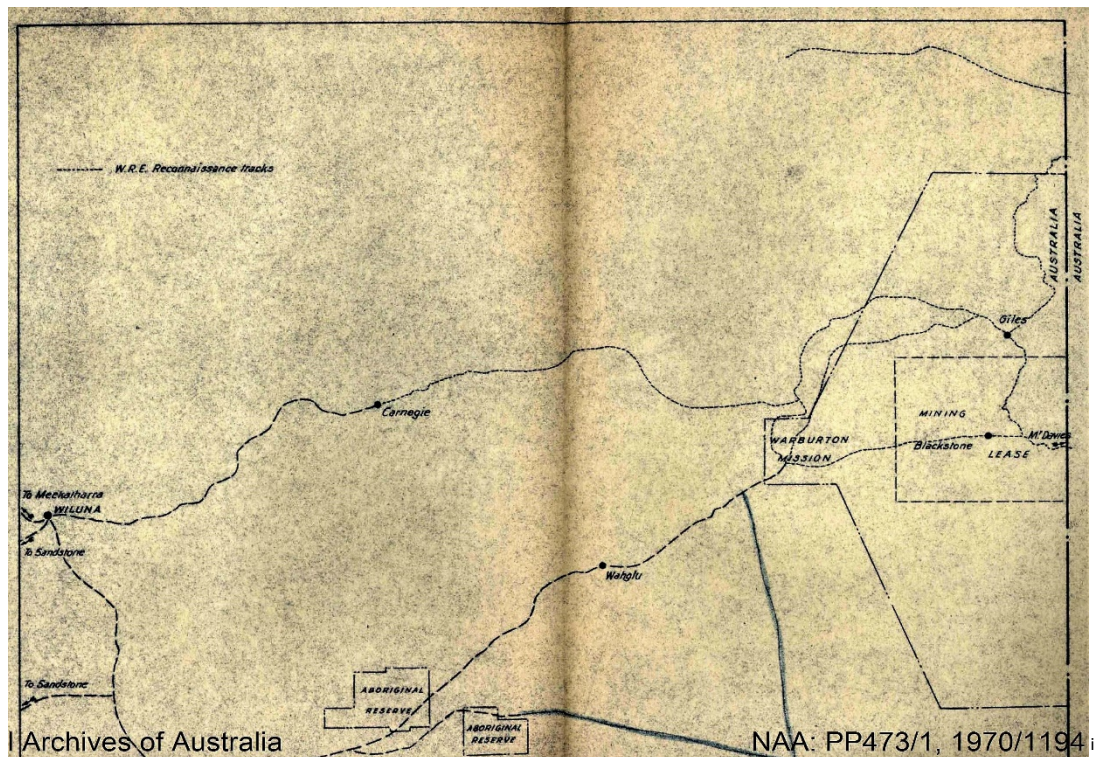 W.R.E. Reconnaissance tracks
AUSTRALIA
AUSTRALIA
Giles
Carnegie
MINING
Blackstone
LEASE
Mt Davies
WARBURTON
MISSION
To Meekatharra
WILUNA
To Sandstone
Wahglu
To Sandstone
ABORIGINAL
RESERVE
ABORIGINAL
RESERVE
l Archives of Australia
NAA: PP473/1, 1970/1194
i